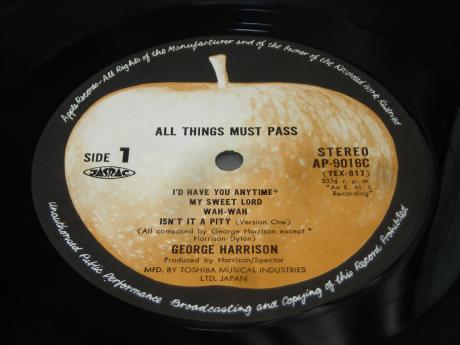 Apple Records - All Rights of the Manufacturer and of the Owner of the Recorded Work Reserved
ALL THINGS MUST PASS
SIDE 1
JASRAC
STEREO
AP-9016C
(YEX-817)
33⅓ r. p. m.
"An E. M. I.
Recording"
I'D HAVE YOU ANYTIME+
MY SWEET LORD
WAH-WAH
ISN'T IT A PITY (Version One)
(All composed by George Harrison except *
Harrison Dylon)
GEORGE HARRISON
Produced by Harrison/Spector
MFD. BY TOSHIBA MUSICAL INDUSTRIES
LTD. JAPAN
Unauthorised Public Performance Broadcasting and Copying of this Record Prohibited